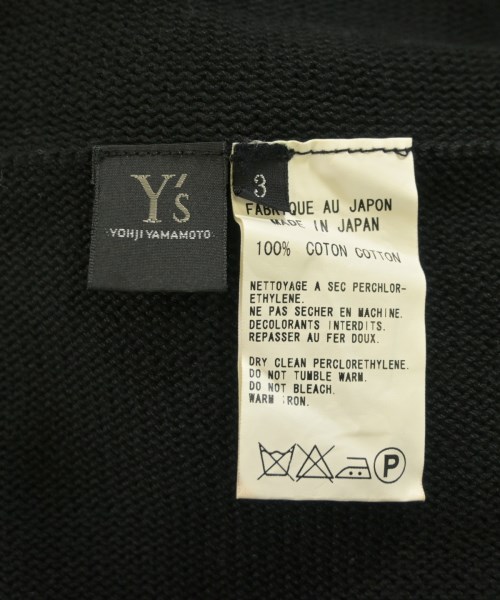 Y's
YOHJI YAMAMOTO
3
FABRIQUE AU JAPON
MADE IN JAPAN
100% COTON COTTON
NETTOYAGE A SEC PERCHLOR-
ETHYLENE.
NE PAS SECHER EN MACHINE.
DECOLORANTS INTERDITS.
REPASSER AU FER DOUX.
DRY CLEAN PERCLORETHYLENE.
DO NOT TUMBLE WARM.
DO NOT BLEACH.
WARM IRON.
P